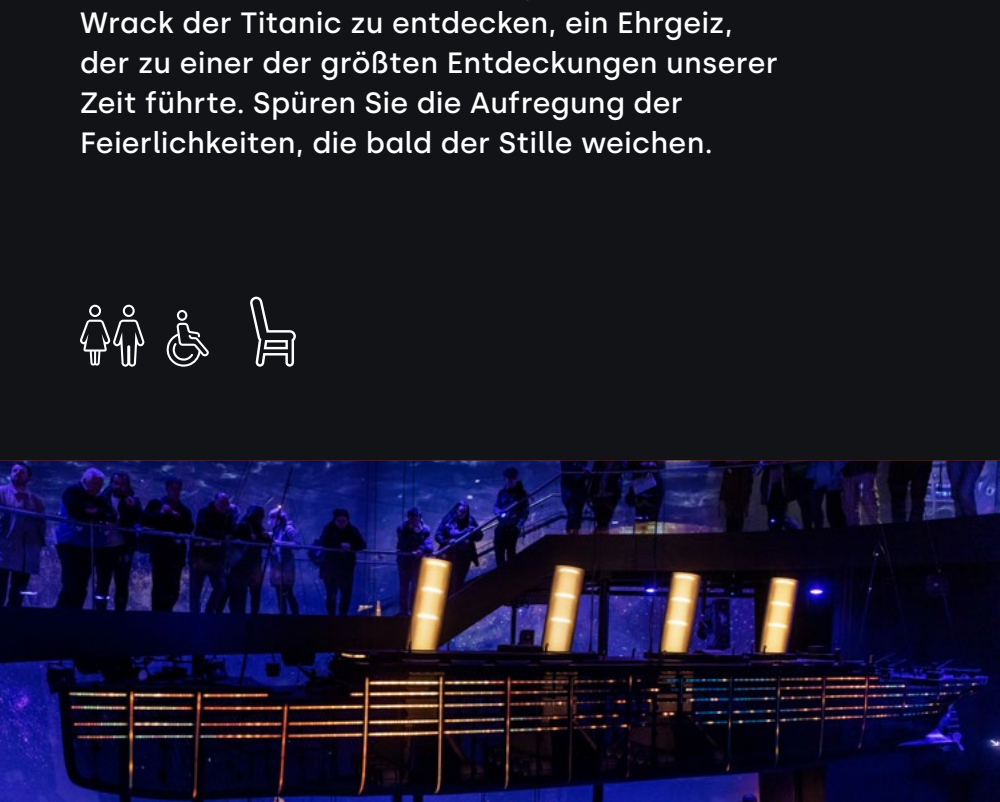 Wrack der Titanic zu entdecken, ein Ehrgeiz,
der zu einer der größten Entdeckungen unserer
Zeit führte. Spüren Sie die Aufregung der
Feierlichkeiten, die bald der Stille weichen.